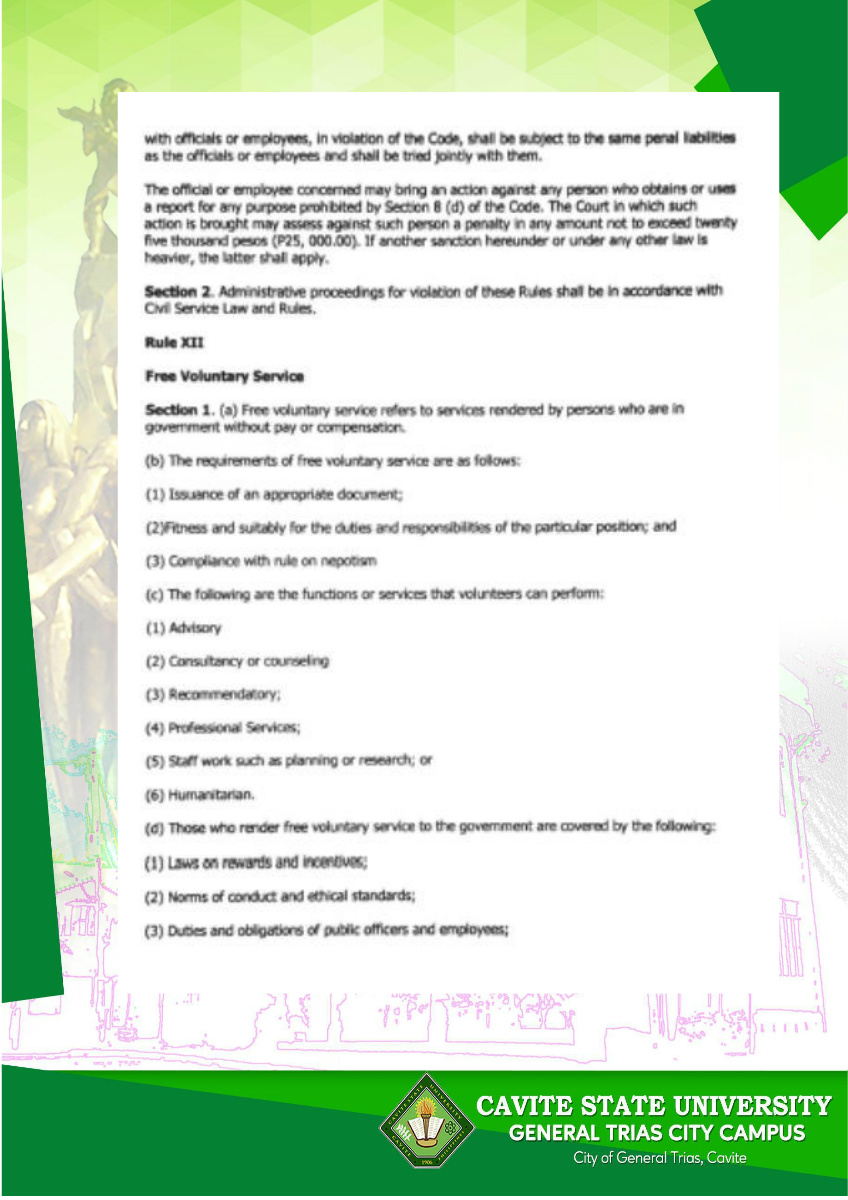 with officials or employees, in violation of the Code, shall be subject to the same penal liabilities
as the officials or employees and shall be tried jointly with them.
The official or employee concerned may bring an action against any person who obtains or uses
a report for any purpose prohibited by Section 8 (d) of the Code. The Court in which such
action is brought may assess against such person a penalty in any amount not to exceed twenty
five thousand pesos (P25, 000.00). If another sanction hereunder or under any other law is
heavier, the latter shall apply.
Section 2. Administrative proceedings for violation of these Rules shall be in accordance with
Civil Service Law and Rules.
Rule XII
Free Voluntary Service
Section 1. (a) Free voluntary service refers to services rendered by persons who are in
government without pay or compensation.
(b) The requirements of free voluntary service are as follows:
(1) Issuance of an appropriate document;
(2)Fitness and suitably for the duties and responsibilities of the particular position; and
(3) Compliance with rule on nepotism
(c) The following are the functions or services that volunteers can perform:
(1) Advisory
(2) Consultancy or counseling
(3) Recommendatory;
(4) Professional Services;
(5) Staff work such as planning or research; or
(6) Humanitarian.
(d) Those who render free voluntary service to the government are covered by the following:
(1) Laws on rewards and incentives;
(2) Norms of conduct and ethical standards;
(3) Duties and obligations of public officers and employees;
CAVITE STATE UNIVERSITY
GENERAL TRIAS CITY CAMPUS
City of General Trias, Cavite
1906